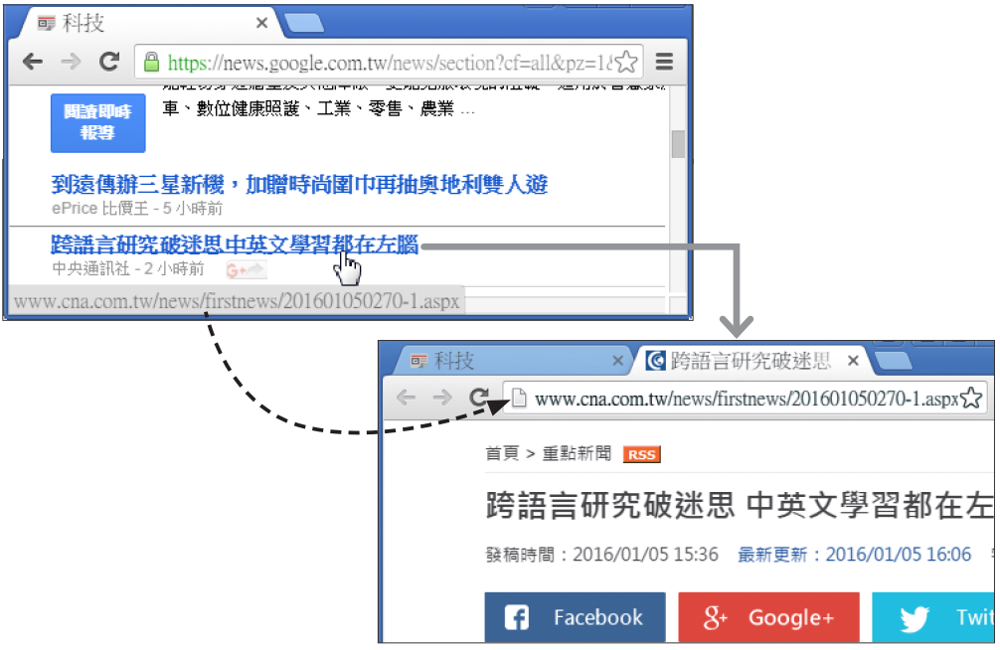 科技
https://news.google.com.tw/news/section?cf=all&pz=1&
閱讀即時
報導
車、數位健康照護、工業、零售、農業 ...
到遠傳辦三星新機，加贈時尚圍巾再抽奧地利雙人遊
ePrice 比價王 - 5 小時前
跨語言研究破迷思中英文學習都在左腦
中央通訊社 - 2 小時前
G+
www.cna.com.tw/news/firstnews/201601050270-1.aspx
科技
跨語言研究破迷思
www.cna.com.tw/news/firstnews/201601050270-1.aspx
首頁 > 重點新聞 RSS
跨語言研究破迷思 中英文學習都在左
發稿時間：2016/01/05 15:36 最新更新：2016/01/05 16:06
Facebook
Google+
Twit